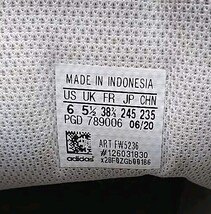 MADE IN INDONESIA
US UK FR JP CHN
6 5½ 38⅔ 245 235
PGD 789006 06/20
ART FW5236
#126031830
adidas